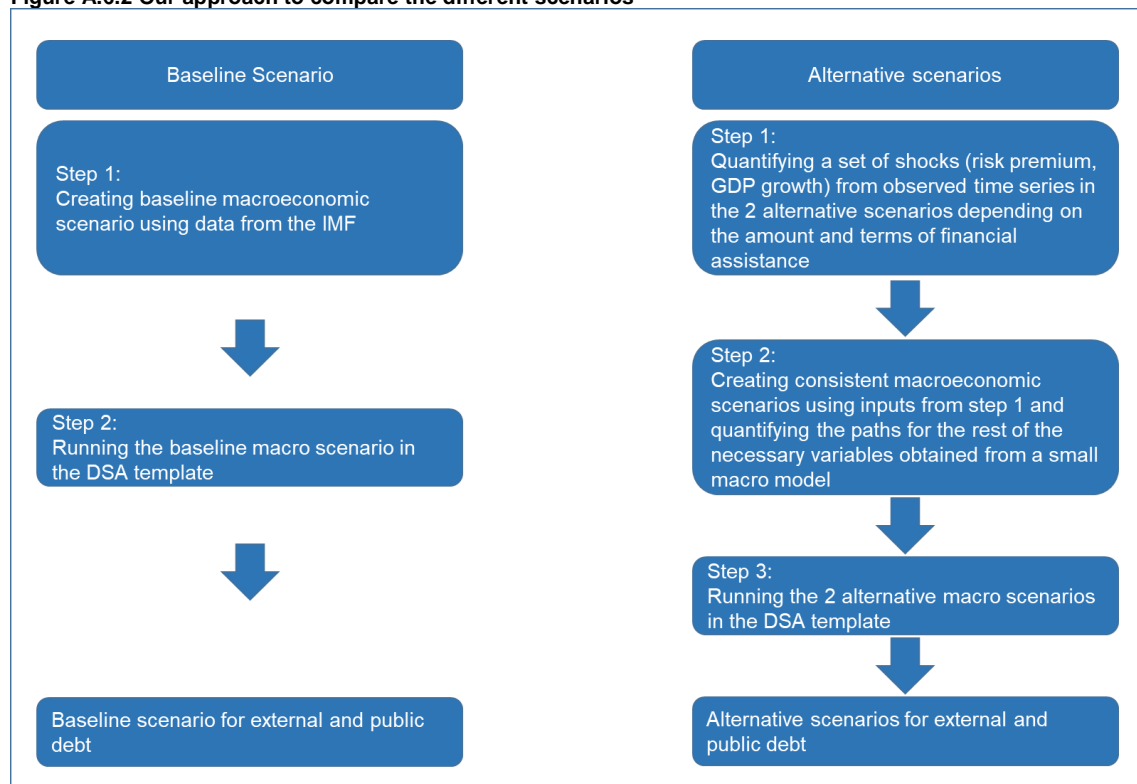 Figure A.6.2 Our approach to compare the different scenarios
Baseline Scenario
Step 1:
Creating baseline macroeconomic
scenario using data from the IMF
Step 2:
Running the baseline macro scenario in
the DSA template
Baseline scenario for external and public
debt
Alternative scenarios
Step 1:
Quantifying a set of shocks (risk premium,
GDP growth) from observed time series in
the 2 alternative scenarios depending on
the amount and terms of financial
assistance
Step 2:
Creating consistent macroeconomic
scenarios using inputs from step 1 and
quantifying the paths for the rest of the
necessary variables obtained from a small
macro model
Step 3:
Running the 2 alternative macro scenarios
in the DSA template
Alternative scenarios for external and
public debt